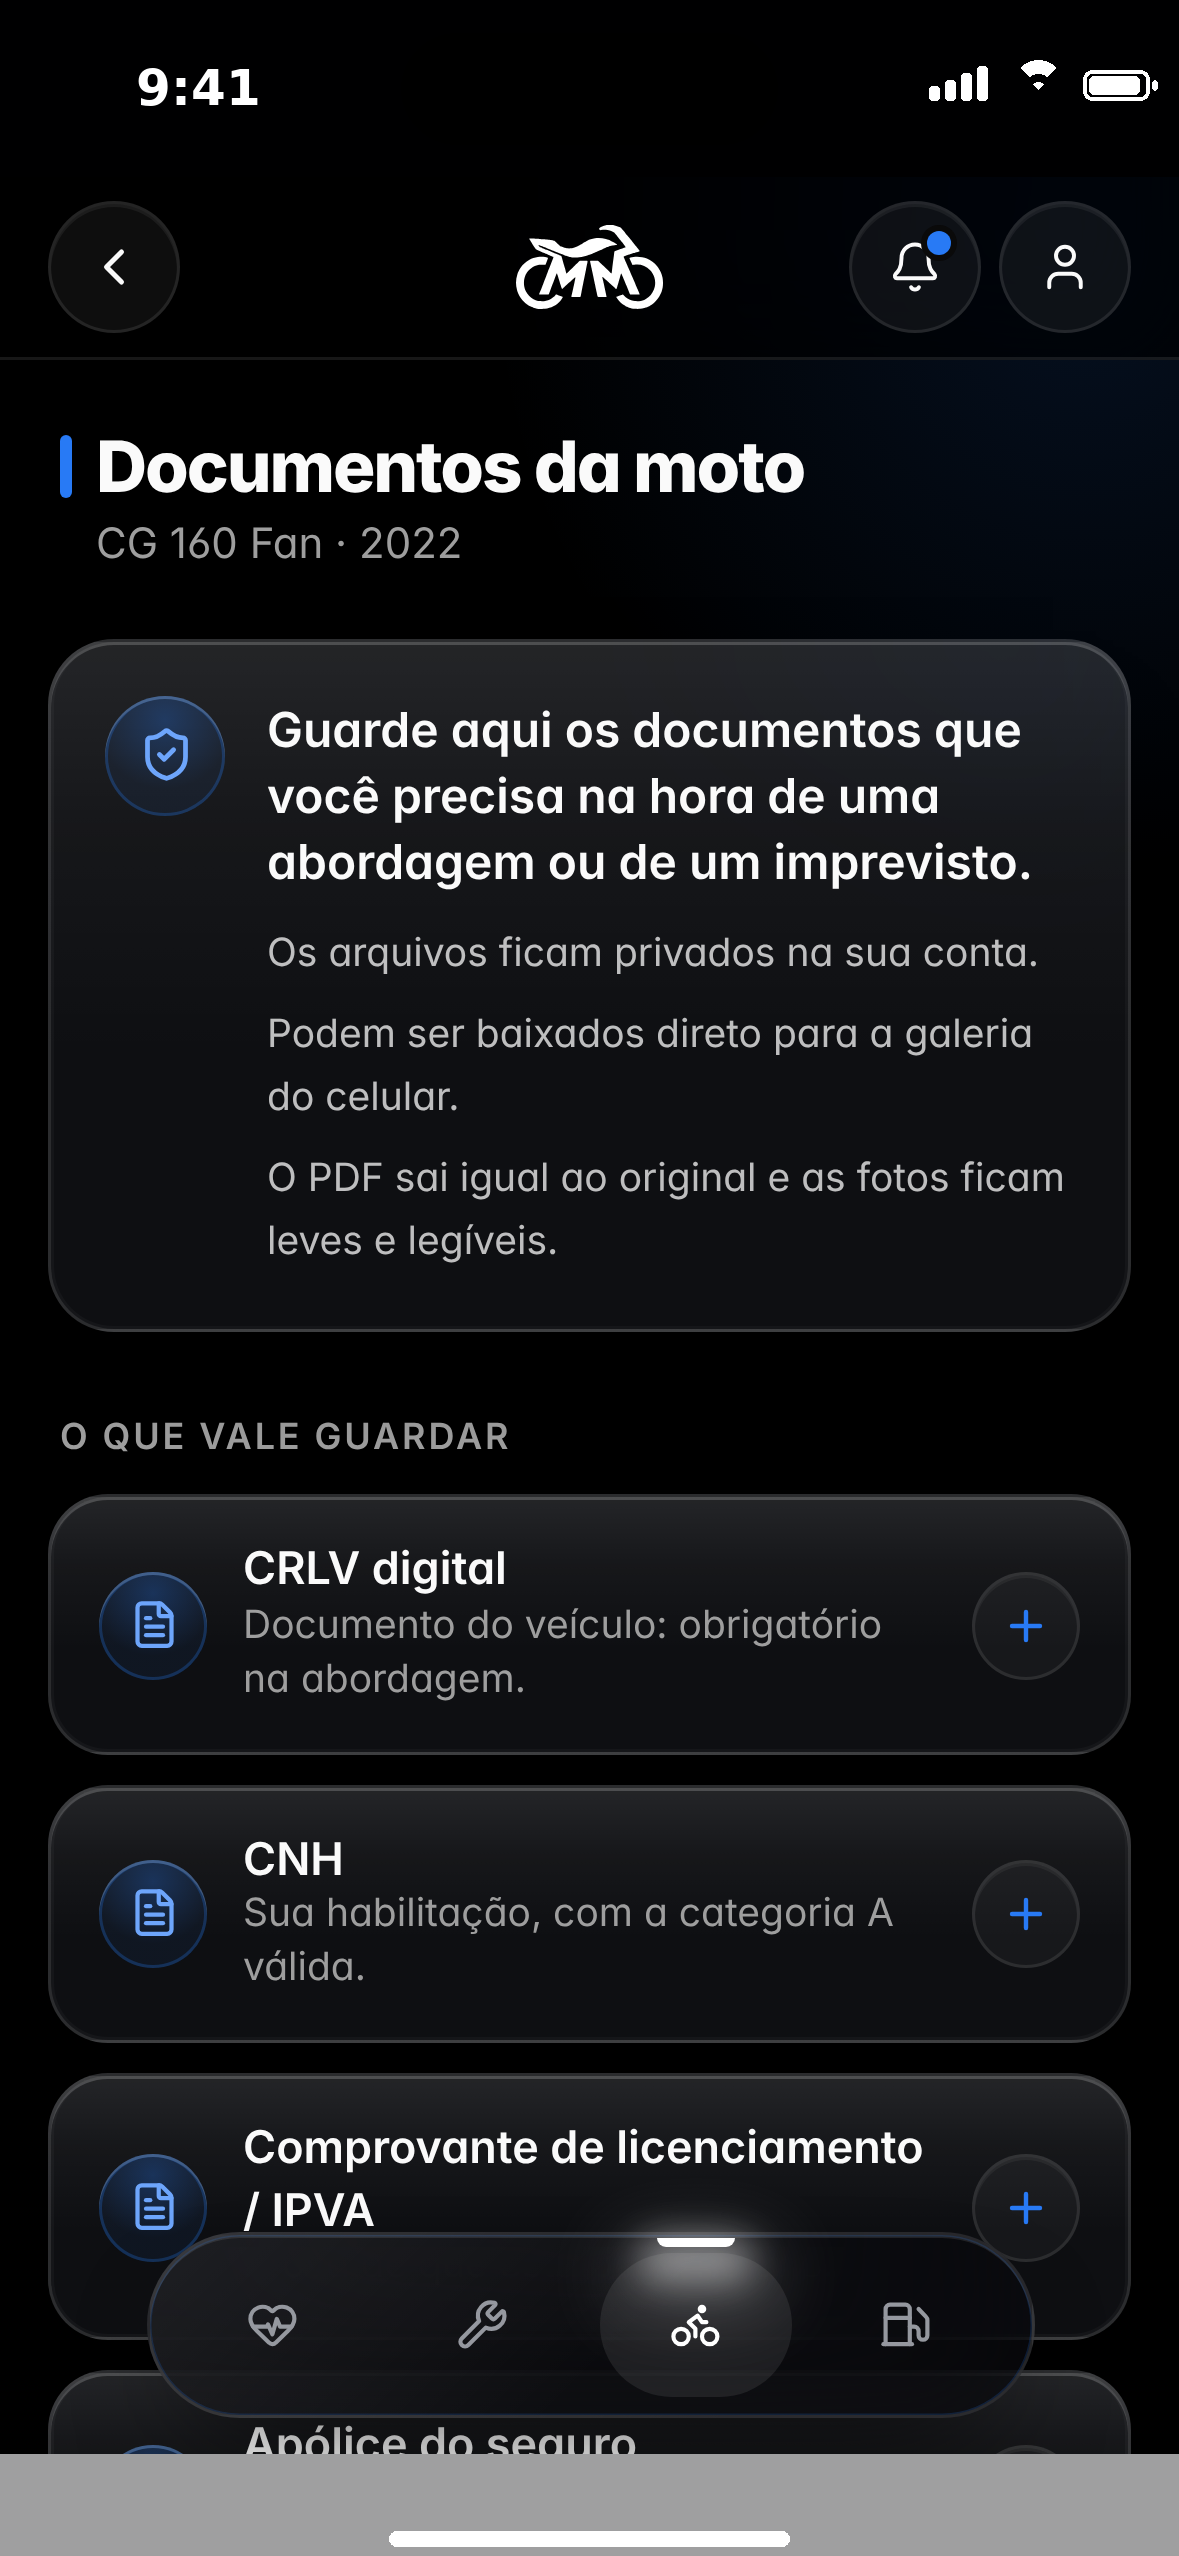 9:41
MM
Documentos da moto
CG 160 Fan · 2022
Guarde aqui os documentos que
você precisa na hora de uma
abordagem ou de um imprevisto.
Os arquivos ficam privados na sua conta.
Podem ser baixados direto para a galeria
do celular.
O PDF sai igual ao original e as fotos ficam
leves e legíveis.
O QUE VALE GUARDAR
CRLV digital
Documento do veículo: obrigatório
na abordagem.
CNH
Sua habilitação, com a categoria A
válida.
Comprovante de licenciamento
/ IPVA
Apólice do seguro